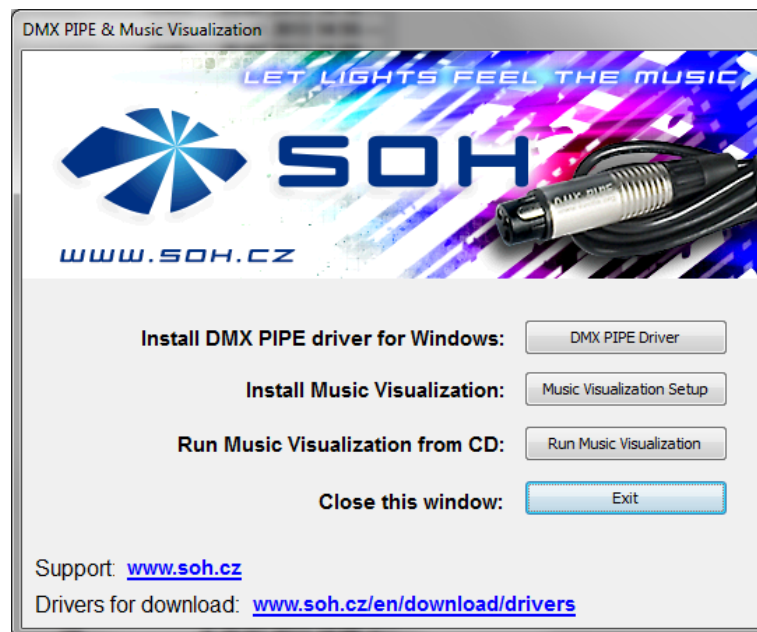 DMX PIPE & Music Visualization
LET LIGHTS FEEL THE MUSIC
SOH
DMX PIPE
www.soh.cz
Install DMX PIPE driver for Windows: DMX PIPE Driver
Install Music Visualization: Music Visualization Setup
Run Music Visualization from CD: Run Music Visualization
Close this window: Exit
Support: www.soh.cz
Drivers for download: www.soh.cz/en/download/drivers